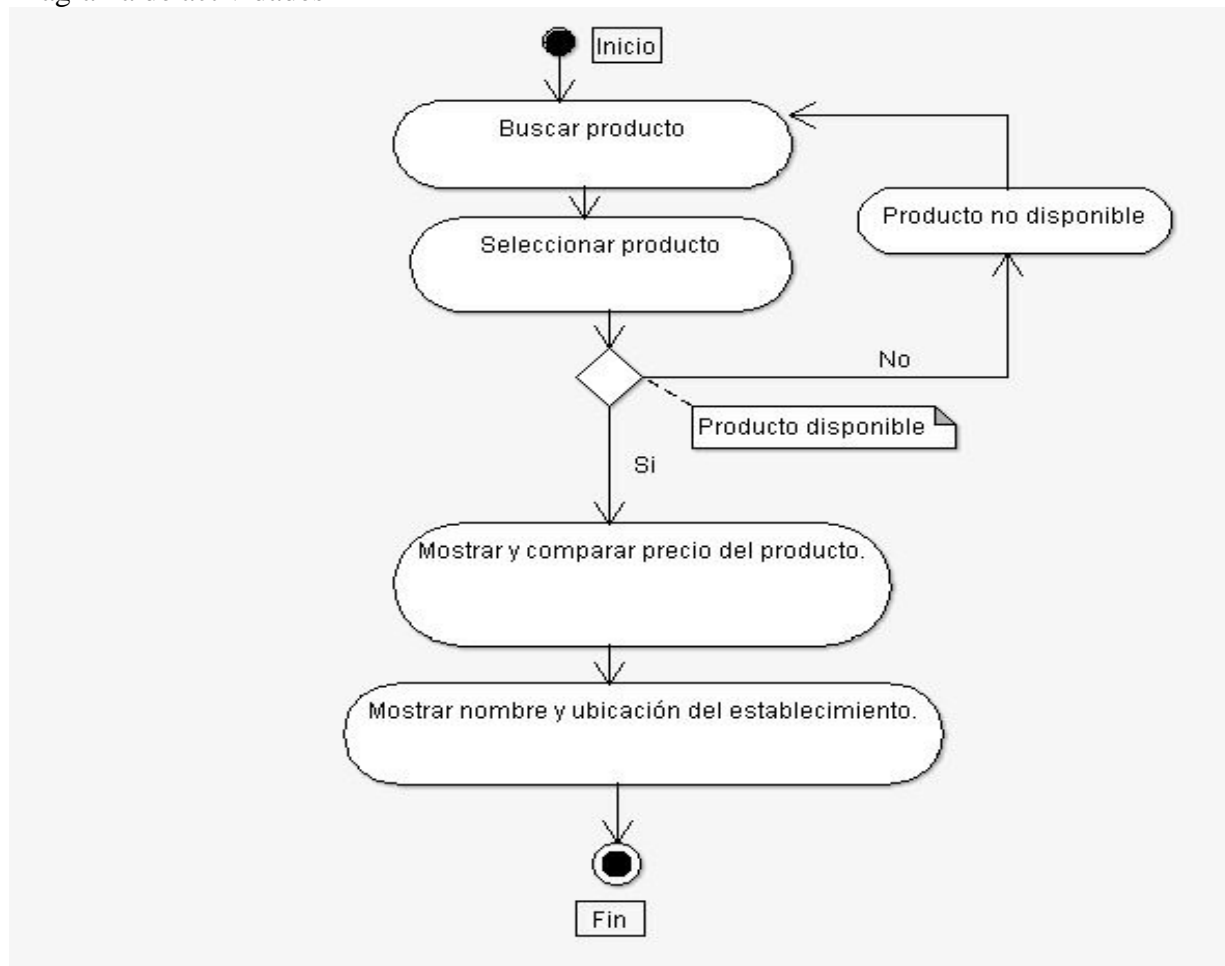 Inicio
Buscar producto
Producto no disponible
Seleccionar producto
No
Producto disponible
Si
Mostrar y comparar precio del producto.
Mostrar nombre y ubicación del establecimiento.
Fin